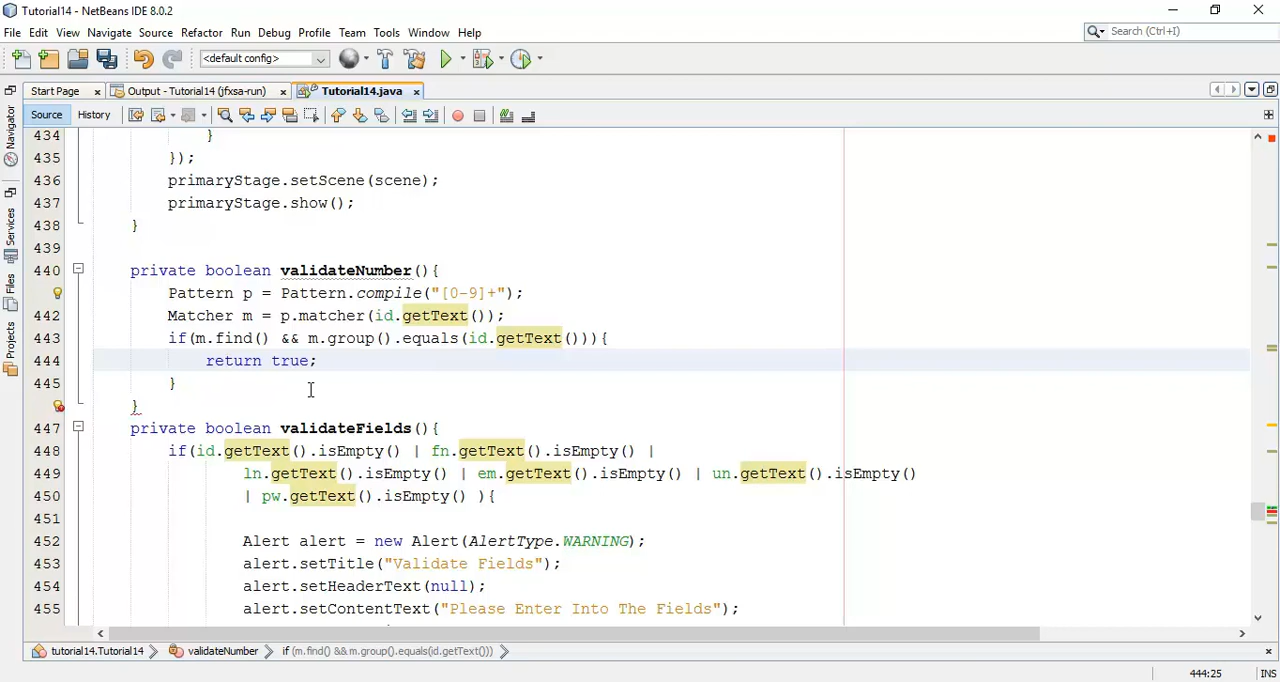 Tutorial14 - NetBeans IDE 8.0.2
File Edit View Navigate Source Refactor Run Debug Profile Team Tools Window Help
Search (Ctrl+I)
<default config>
Start Page Output - Tutorial14 (jfxsa-run) Tutorial14.java
Source History
Navigator
Services
Files
Projects
434 }
435 });
436 primaryStage.setScene(scene);
437 primaryStage.show();
438 }
439
440 private boolean validateNumber(){
Pattern p = Pattern.compile("[0-9]+");
442 Matcher m = p.matcher(id.getText());
443 if(m.find() && m.group().equals(id.getText())){
444 return true;
445 }
}
447 private boolean validateFields(){
448 if(id.getText().isEmpty() | fn.getText().isEmpty() |
449 ln.getText().isEmpty() | em.getText().isEmpty() | un.getText().isEmpty()
450 | pw.getText().isEmpty() ){
451
452 Alert alert = new Alert(AlertType.WARNING);
453 alert.setTitle("Validate Fields");
454 alert.setHeaderText(null);
455 alert.setContentText("Please Enter Into The Fields");
tutorial14.Tutorial14 validateNumber if (m.find() && m.group().equals(id.getText()))
444:25 INS